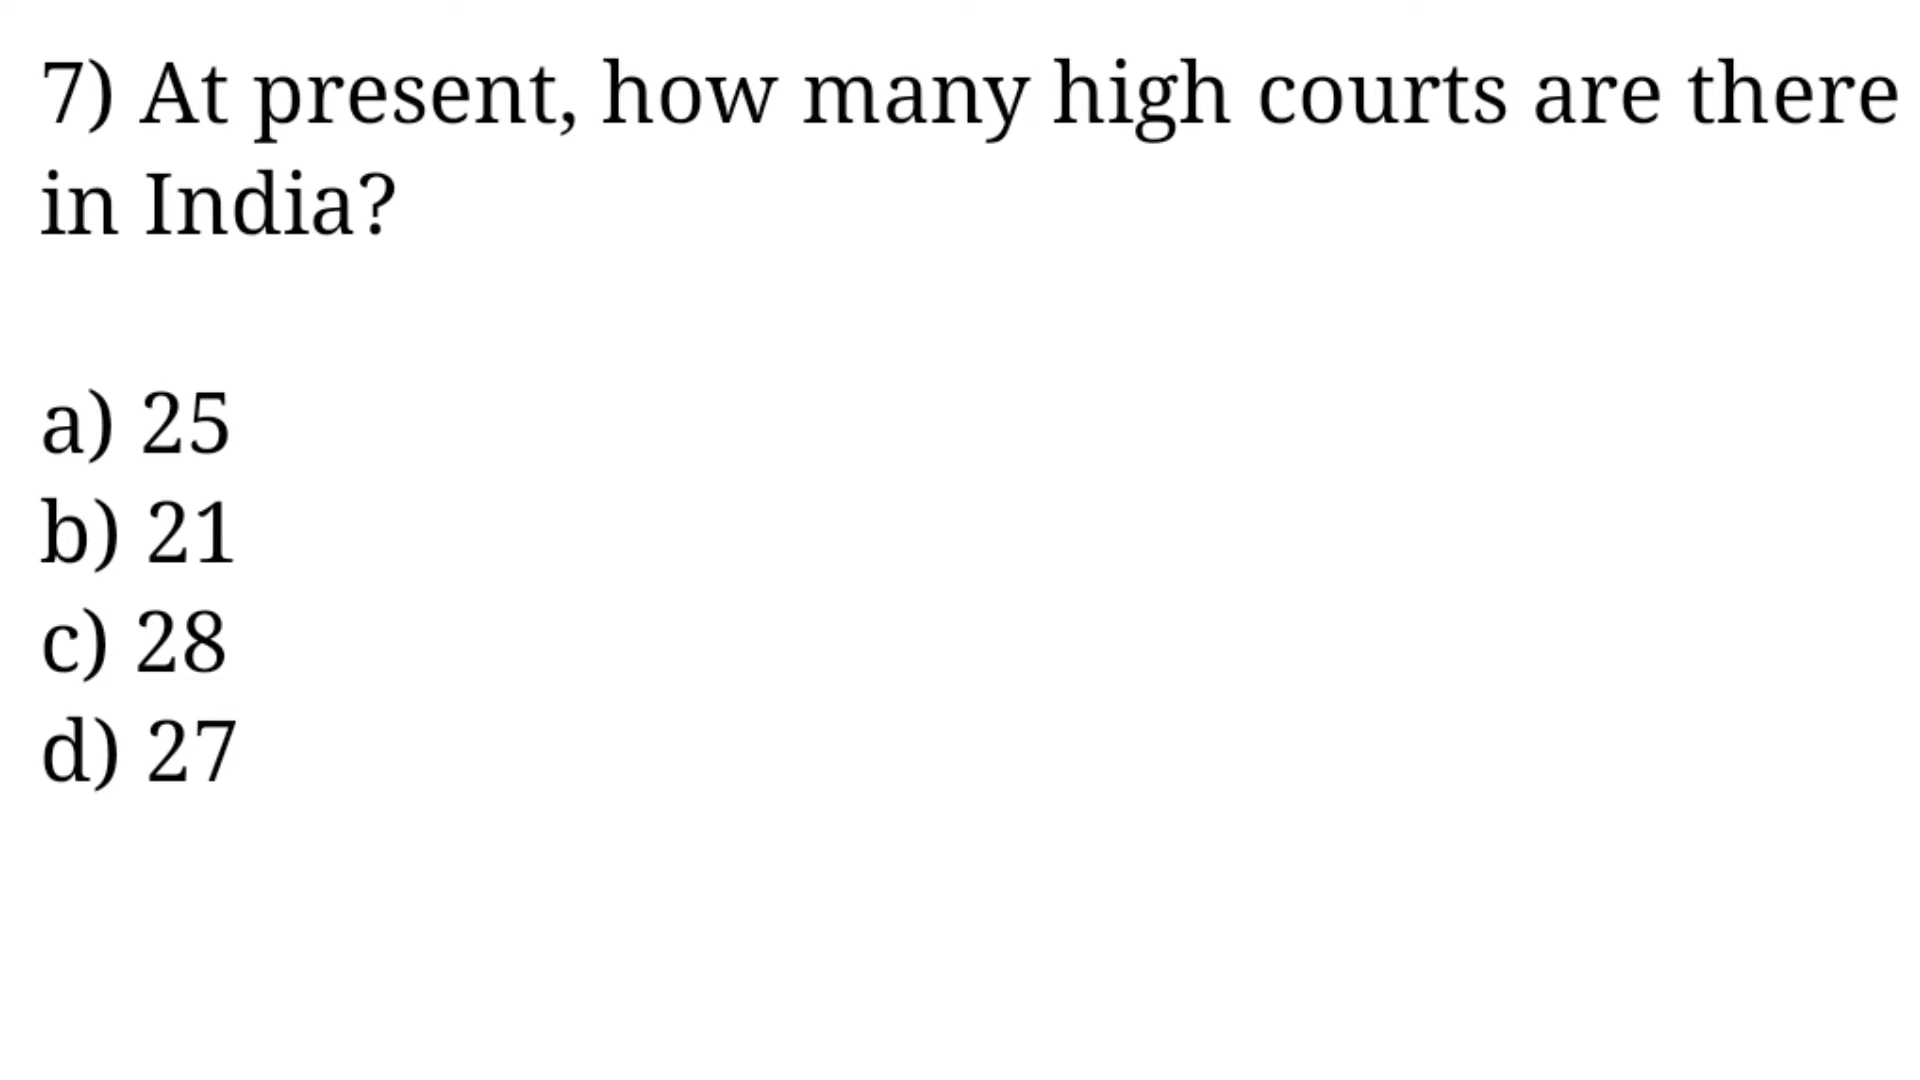 7) At present, how many high courts are there
in India?
a) 25
b) 21
c) 28
d) 27